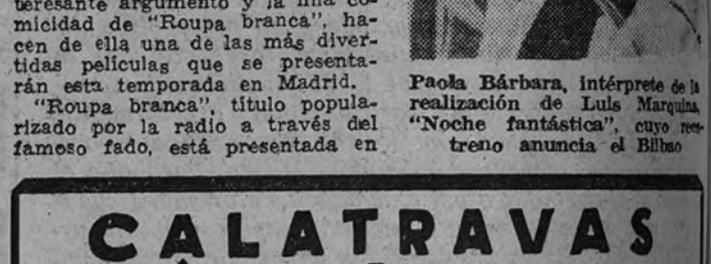 teresante argumento y la fina co-
micidad de "Roupa branca", ha-
cen de ella una de las más diver-
tidas películas que se presenta-
rán esta temporada en Madrid.
"Roupa branca", título popula-
rizado por la radio a través del
famoso fado, está presentada en
Paola Bárbara, intérprete de la
realización de Luis Marquina,
"Noche fantástica", cuyo rees-
treno anuncia el Bilbao
CALATRAVAS